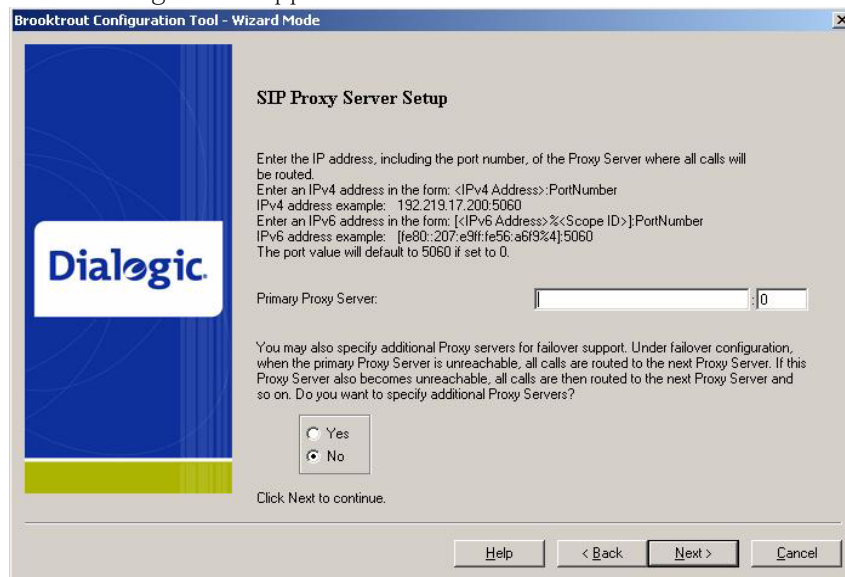 Brooktrout Configuration Tool - Wizard Mode
SIP Proxy Server Setup
Enter the IP address, including the port number, of the Proxy Server where all calls will
be routed.
Enter an IPv4 address in the form: <IPv4 Address>:PortNumber
IPv4 address example: 192.219.17.200:5060
Enter an IPv6 address in the form: [<IPv6 Address>%<Scope ID>]:PortNumber
IPv6 address example: [fe80::207:e9ff:fe56:a6f9%4]:5060
The port value will default to 5060 if set to 0.
Dialogic.
Primary Proxy Server: : 0
You may also specify additional Proxy servers for failover support. Under failover configuration,
when the primary Proxy Server is unreachable, all calls are routed to the next Proxy Server. If this
Proxy Server also becomes unreachable, all calls are then routed to the next Proxy Server and
so on. Do you want to specify additional Proxy Servers?
Yes
No
Click Next to continue.
Help < Back Next > Cancel